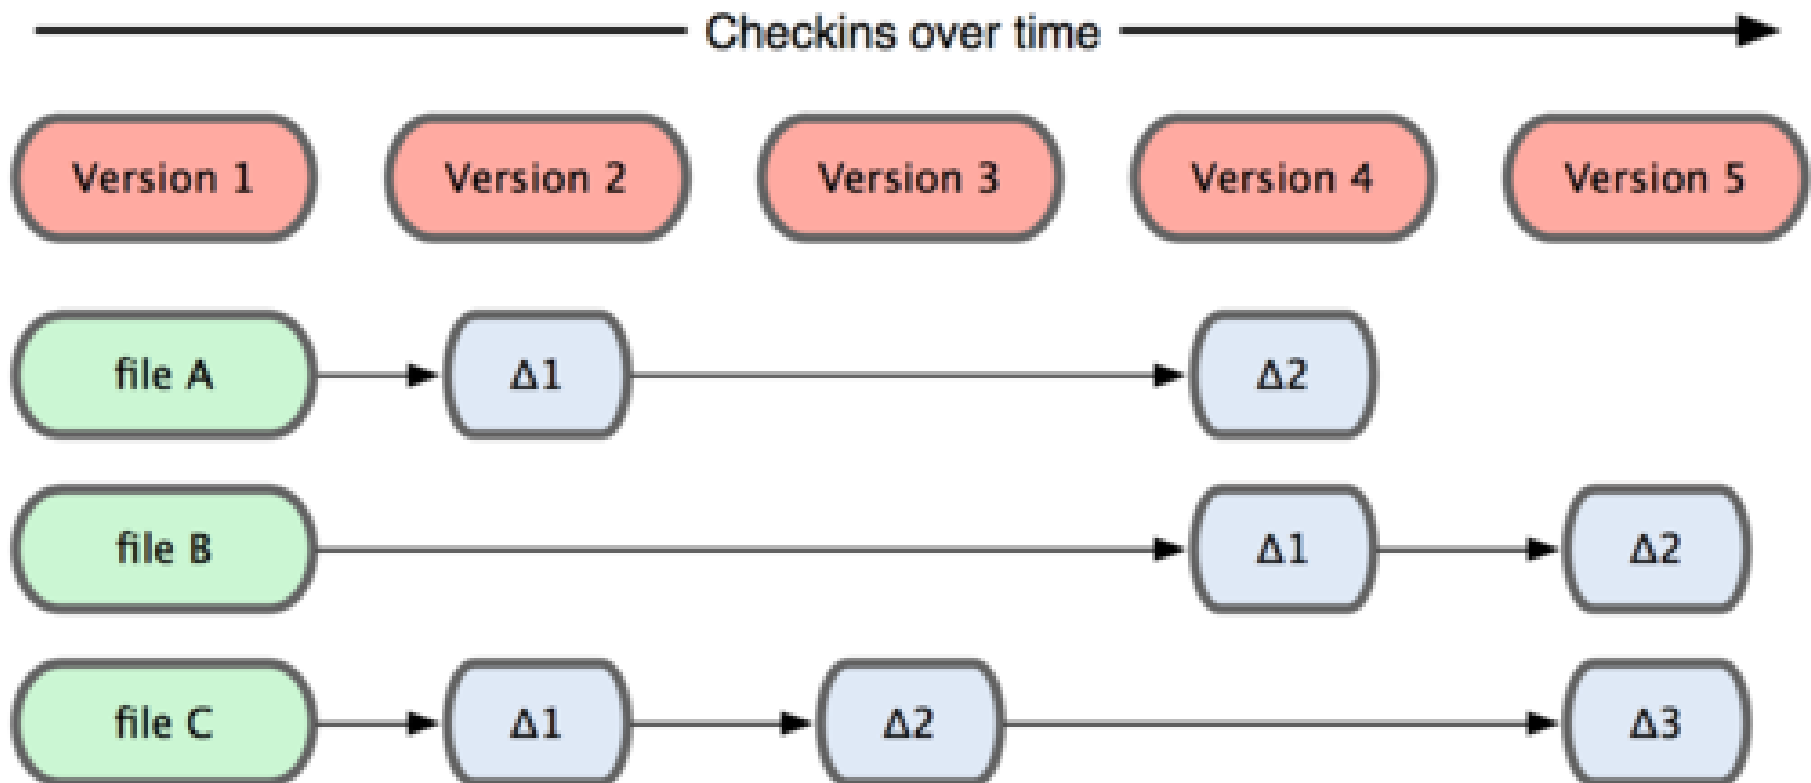 Checkins over time
Version 1 Version 2 Version 3 Version 4 Version 5
file A Δ1 Δ2
file B Δ1 Δ2
file C Δ1 Δ2 Δ3